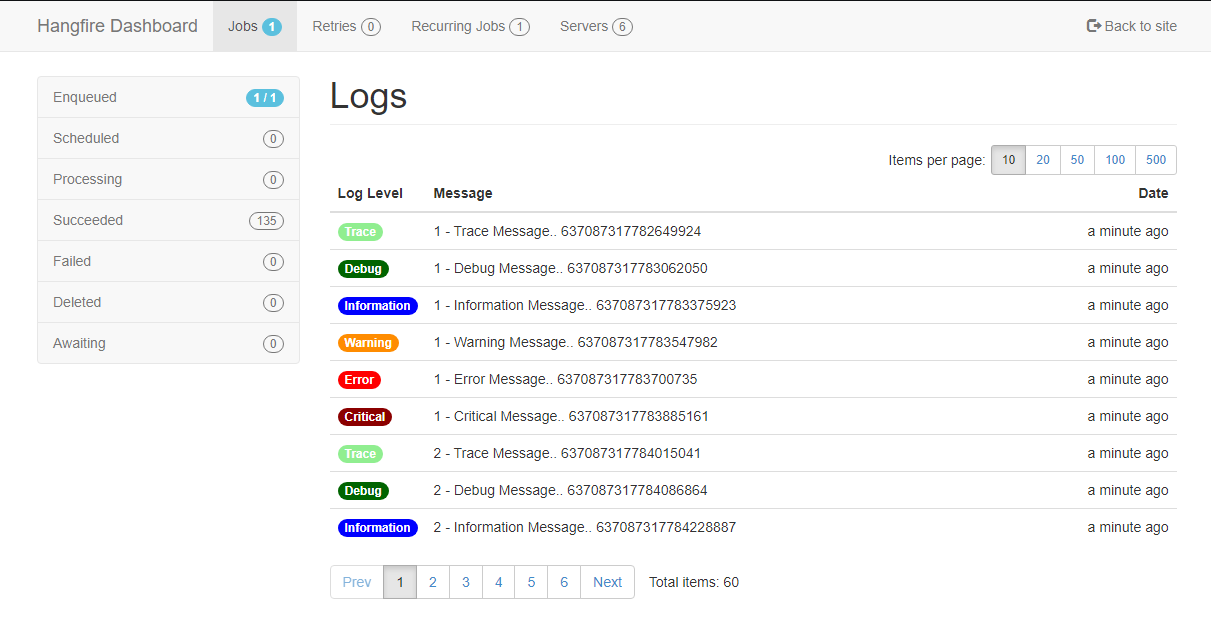 Hangfire Dashboard Jobs 1 Retries 0 Recurring Jobs 1 Servers 6 Back to site
Enqueued 1 / 1
Scheduled 0
Processing 0
Succeeded 135
Failed 0
Deleted 0
Awaiting 0
Logs
Items per page: 10 20 50 100 500
Log Level Message Date
Trace 1 - Trace Message.. 637087317782649924 a minute ago
Debug 1 - Debug Message.. 637087317783062050 a minute ago
Information 1 - Information Message.. 637087317783375923 a minute ago
Warning 1 - Warning Message.. 637087317783547982 a minute ago
Error 1 - Error Message.. 637087317783700735 a minute ago
Critical 1 - Critical Message.. 637087317783885161 a minute ago
Trace 2 - Trace Message.. 637087317784015041 a minute ago
Debug 2 - Debug Message.. 637087317784086864 a minute ago
Information 2 - Information Message.. 637087317784228887 a minute ago
Prev 1 2 3 4 5 6 Next Total items: 60